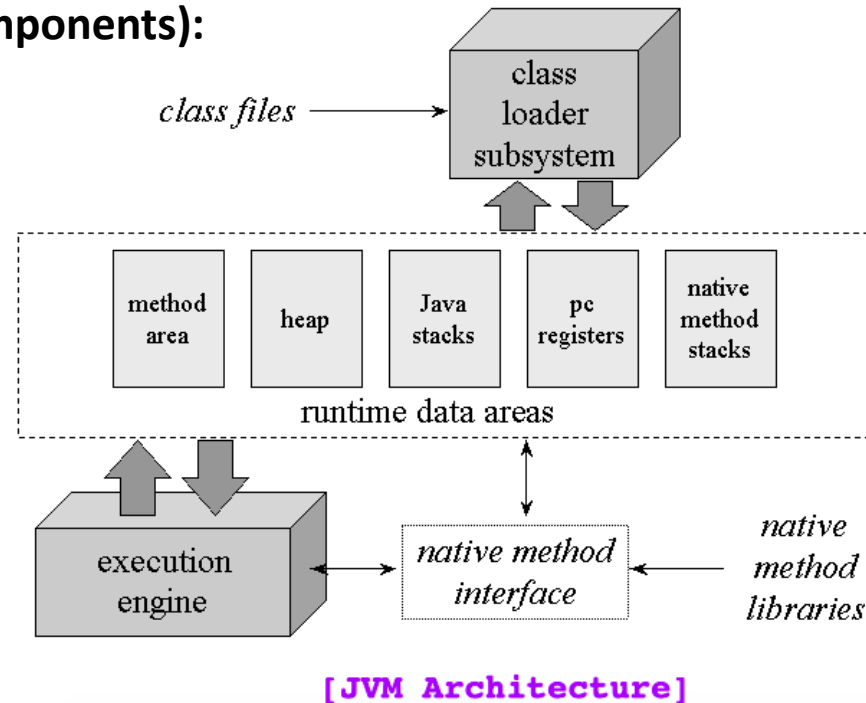 mponents):
class
loader
subsystem
class files
method
area
heap
Java
stacks
pc
registers
native
method
stacks
runtime data areas
execution
engine
native method
interface
native
method
libraries
[JVM Architecture]